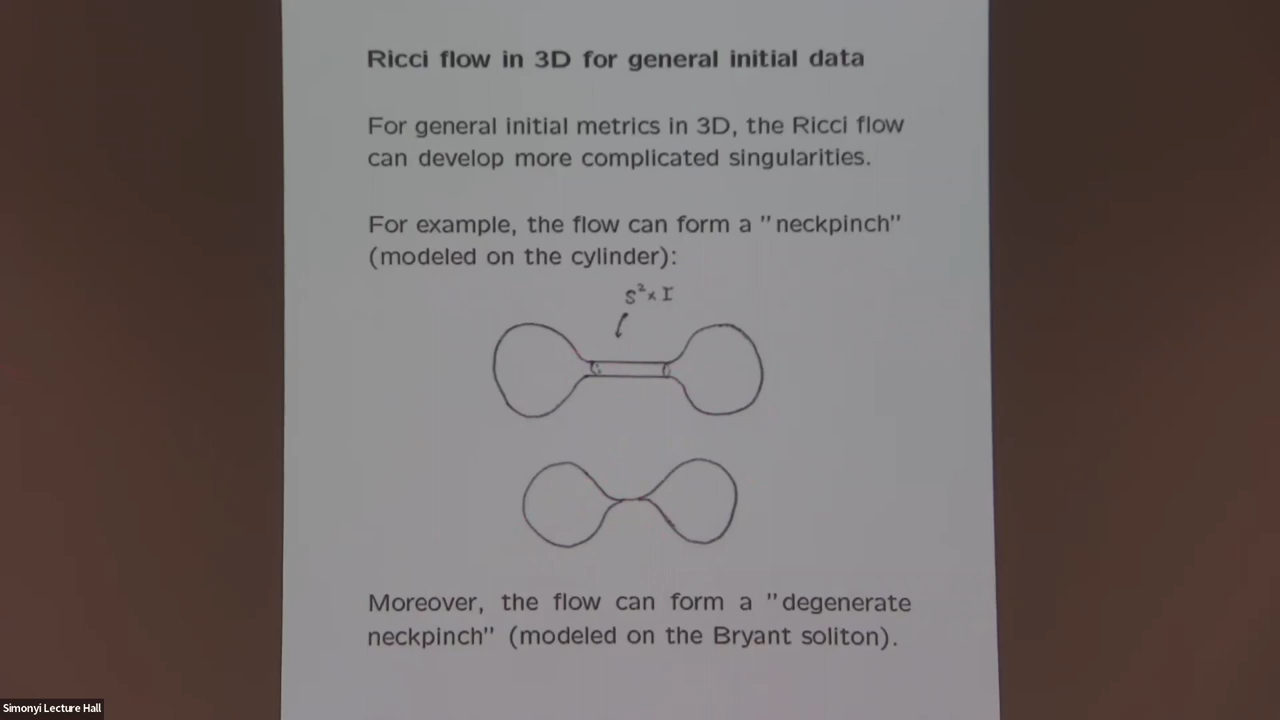 Ricci flow in 3D for general initial data
For general initial metrics in 3D, the Ricci flow
can develop more complicated singularities.
For example, the flow can form a "neckpinch"
(modeled on the cylinder):
S² × I
Moreover, the flow can form a "degenerate
neckpinch" (modeled on the Bryant soliton).
Simonyi Lecture Hall